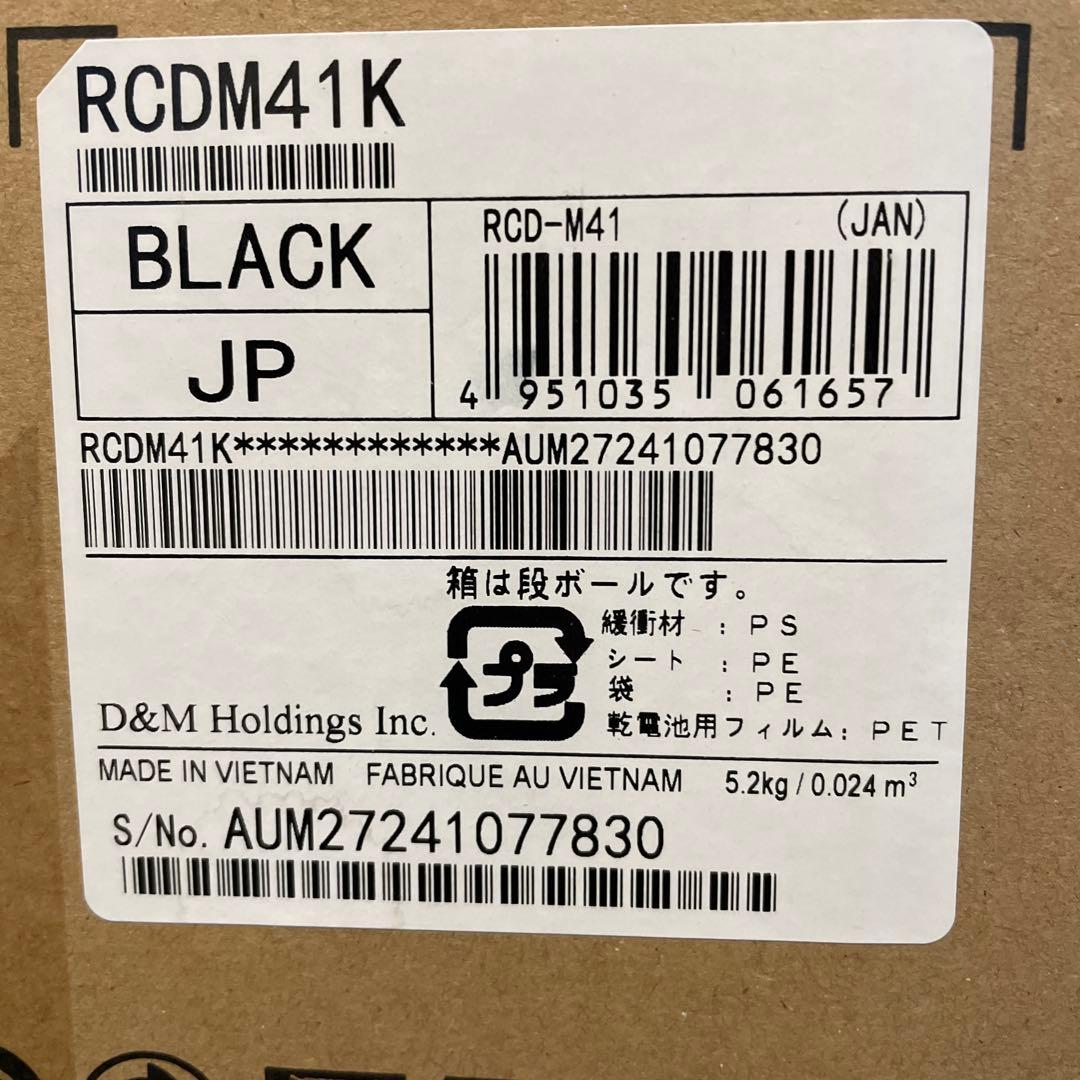 RCDM41K
BLACK
JP
RCD-M41 (JAN)
4 951035 061657
RCDM41K************AUM27241077830
箱は段ボールです。
プラ
緩衝材 : PS
シート : PE
袋 : PE
乾電池用フィルム: PET
D&M Holdings Inc.
MADE IN VIETNAM FABRIQUE AU VIETNAM 5.2kg / 0.024 m³
S/No. AUM27241077830